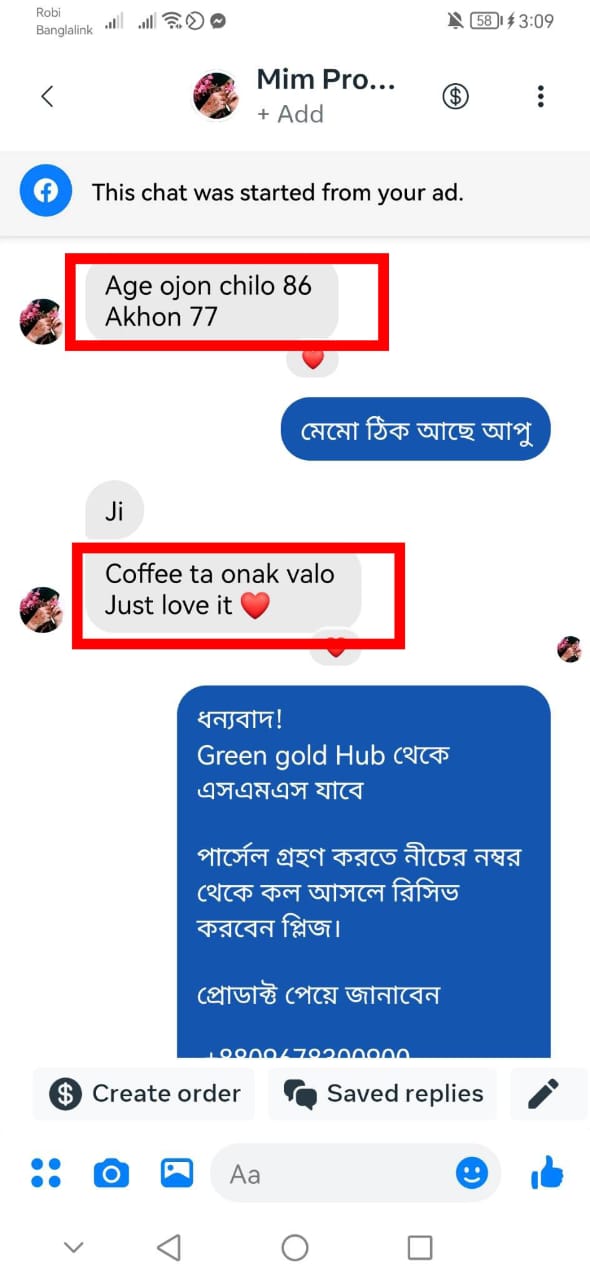 Robi
Banglalink
58
3:09
Mim Pro...
+ Add
This chat was started from your ad.
Age ojon chilo 86
Akhon 77
মেমো ঠিক আছে আপু
Ji
Coffee ta onak valo
Just love it
ধন্যবাদ!
Green gold Hub থেকে
এসএমএস যাবে
পার্সেল গ্রহণ করতে নীচের নম্বর
থেকে কল আসলে রিসিভ
করবেন প্লিজ।
প্রোডাক্ট পেয়ে জানাবেন
Create order
Saved replies
Aa